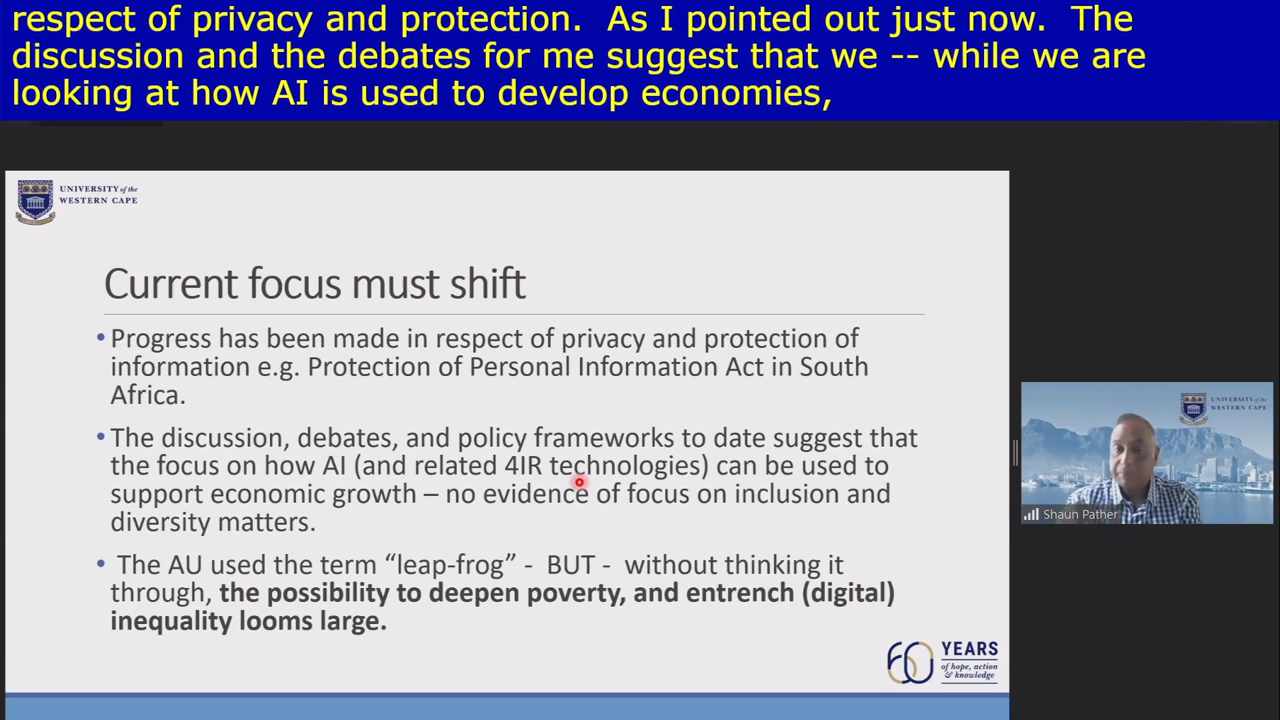 respect of privacy and protection.  As I pointed out just now.  The
discussion and the debates for me suggest that we -- while we are
looking at how AI is used to develop economies,
UNIVERSITY of the
WESTERN CAPE
Current focus must shift
• Progress has been made in respect of privacy and protection of
information e.g. Protection of Personal Information Act in South
Africa.
• The discussion, debates, and policy frameworks to date suggest that
the focus on how AI (and related 4IR technologies) can be used to
support economic growth – no evidence of focus on inclusion and
diversity matters.
• The AU used the term “leap-frog” -  BUT -  without thinking it
through, the possibility to deepen poverty, and entrench (digital)
inequality looms large.
60 YEARS
of hope, action
& knowledge
UNIVERSITY of the
WESTERN CAPE
Shaun Pather